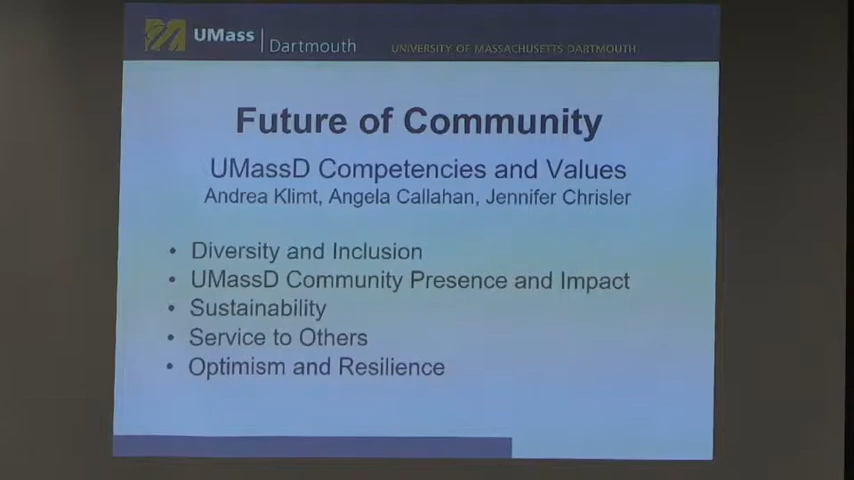 UMass | Dartmouth
UNIVERSITY OF MASSACHUSETTS DARTMOUTH
Future of Community
UMassD Competencies and Values
Andrea Klimt, Angela Callahan, Jennifer Chrisler
• Diversity and Inclusion
• UMassD Community Presence and Impact
• Sustainability
• Service to Others
• Optimism and Resilience